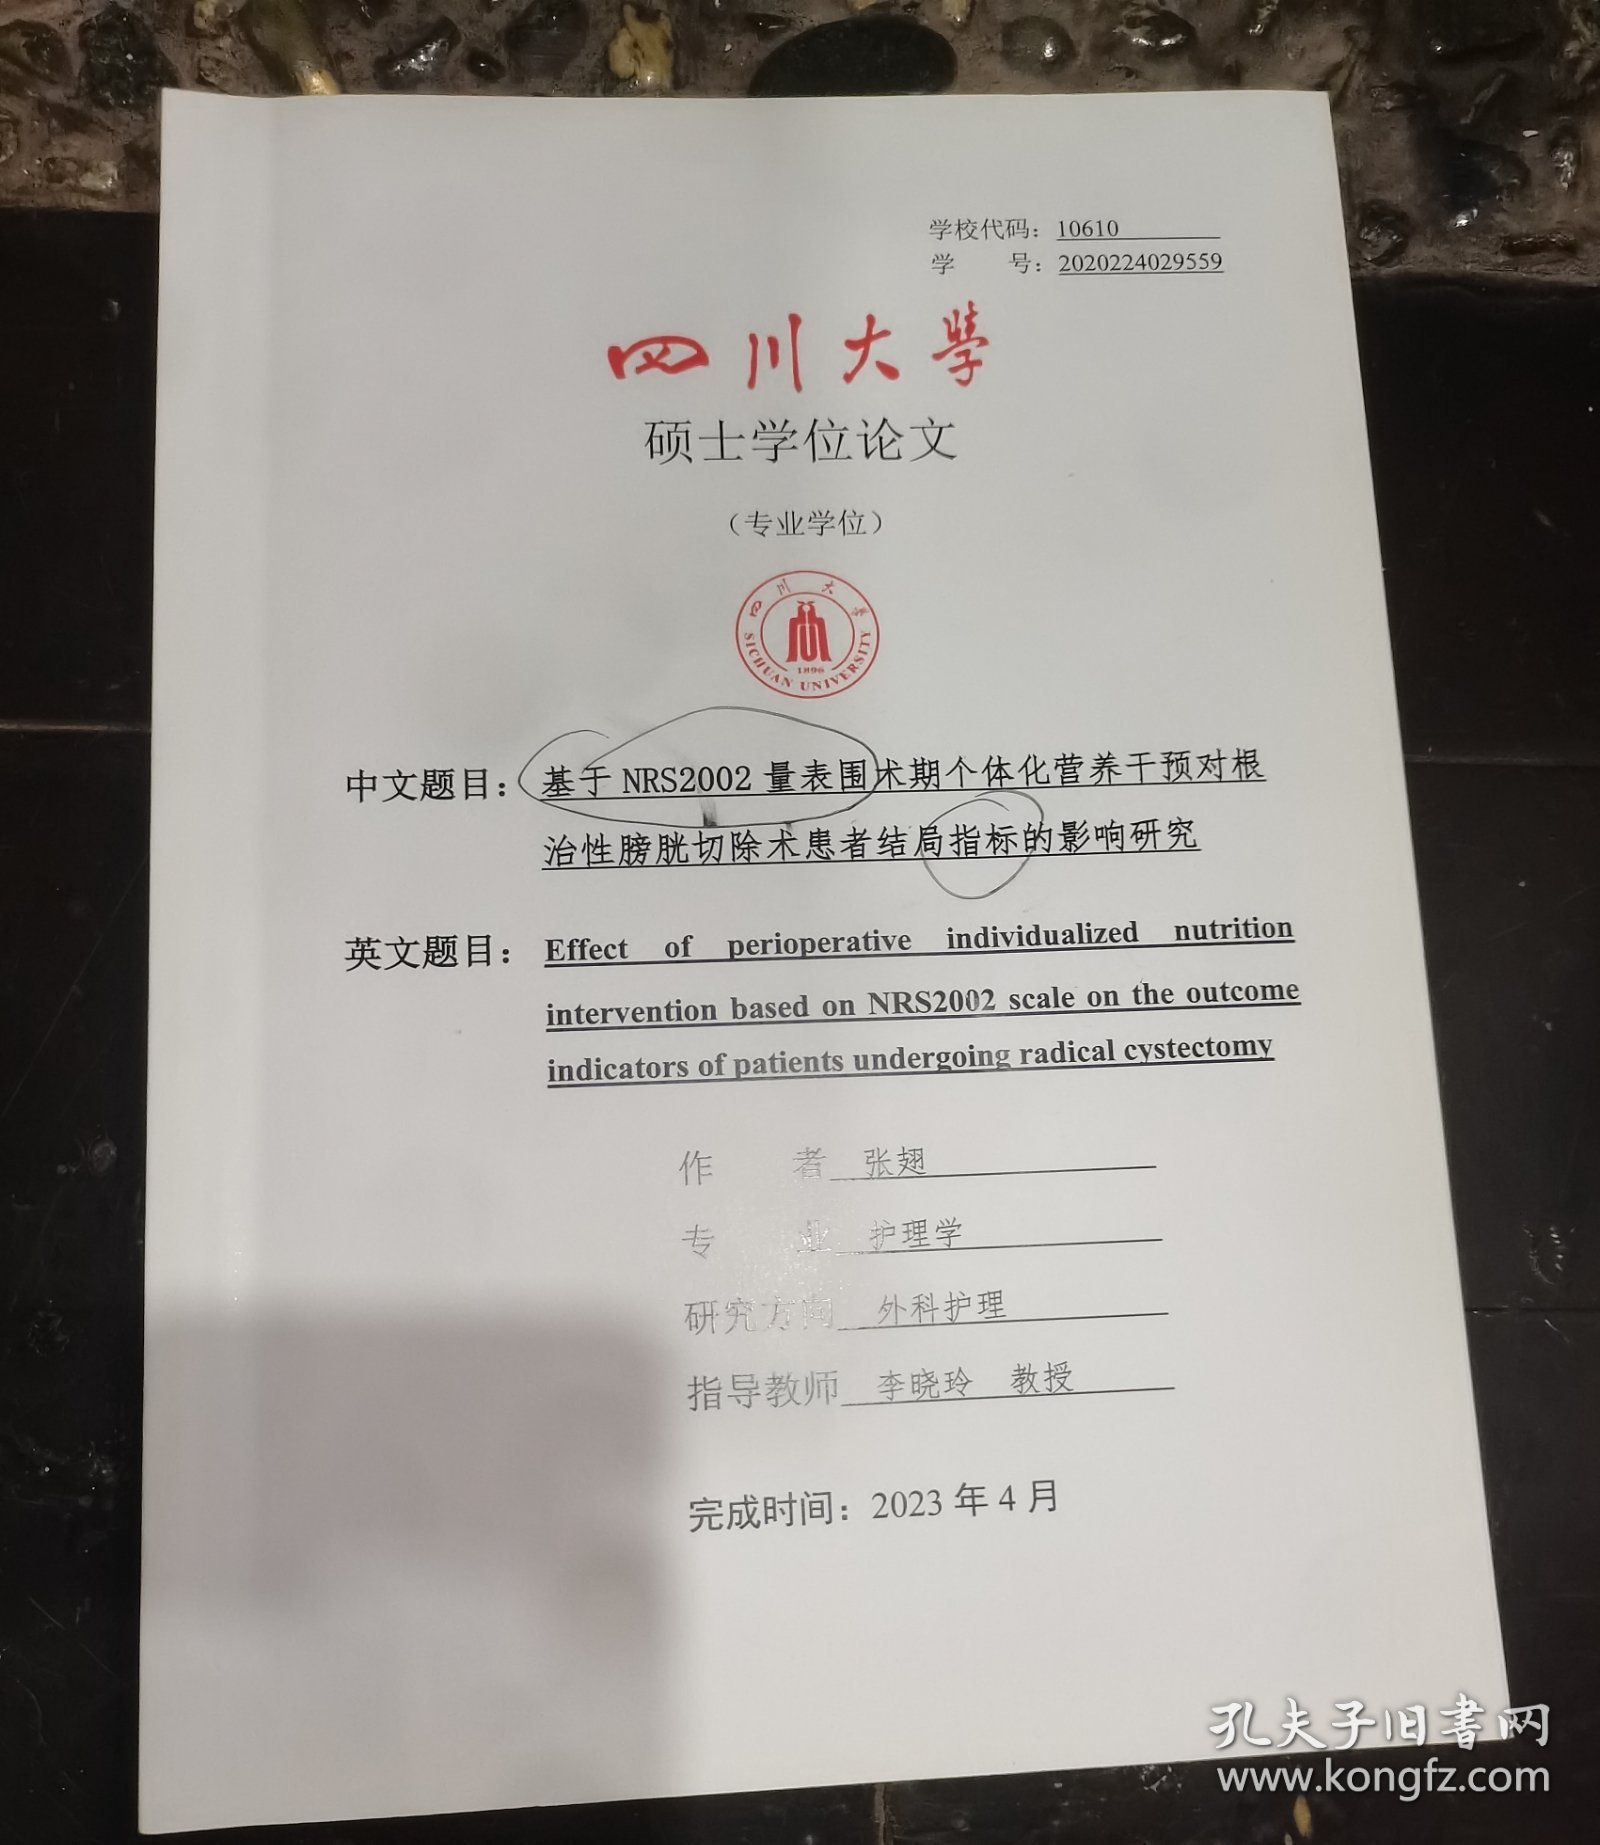 学校代码：10610
学 号：2020224029559
四川大学
硕士学位论文
（专业学位）
四川大学
1896
SICHUAN UNIVERSITY
中文题目：基于 NRS2002 量表围术期个体化营养干预对根
治性膀胱切除术患者结局指标的影响研究
英文题目：Effect of perioperative individualized nutrition
intervention based on NRS2002 scale on the outcome
indicators of patients undergoing radical cystectomy
作 者 张翅
专 业 护理学
研究方向 外科护理
指导教师 李晓玲 教授
完成时间：2023 年 4 月
孔夫子旧书网
www.kongfz.com